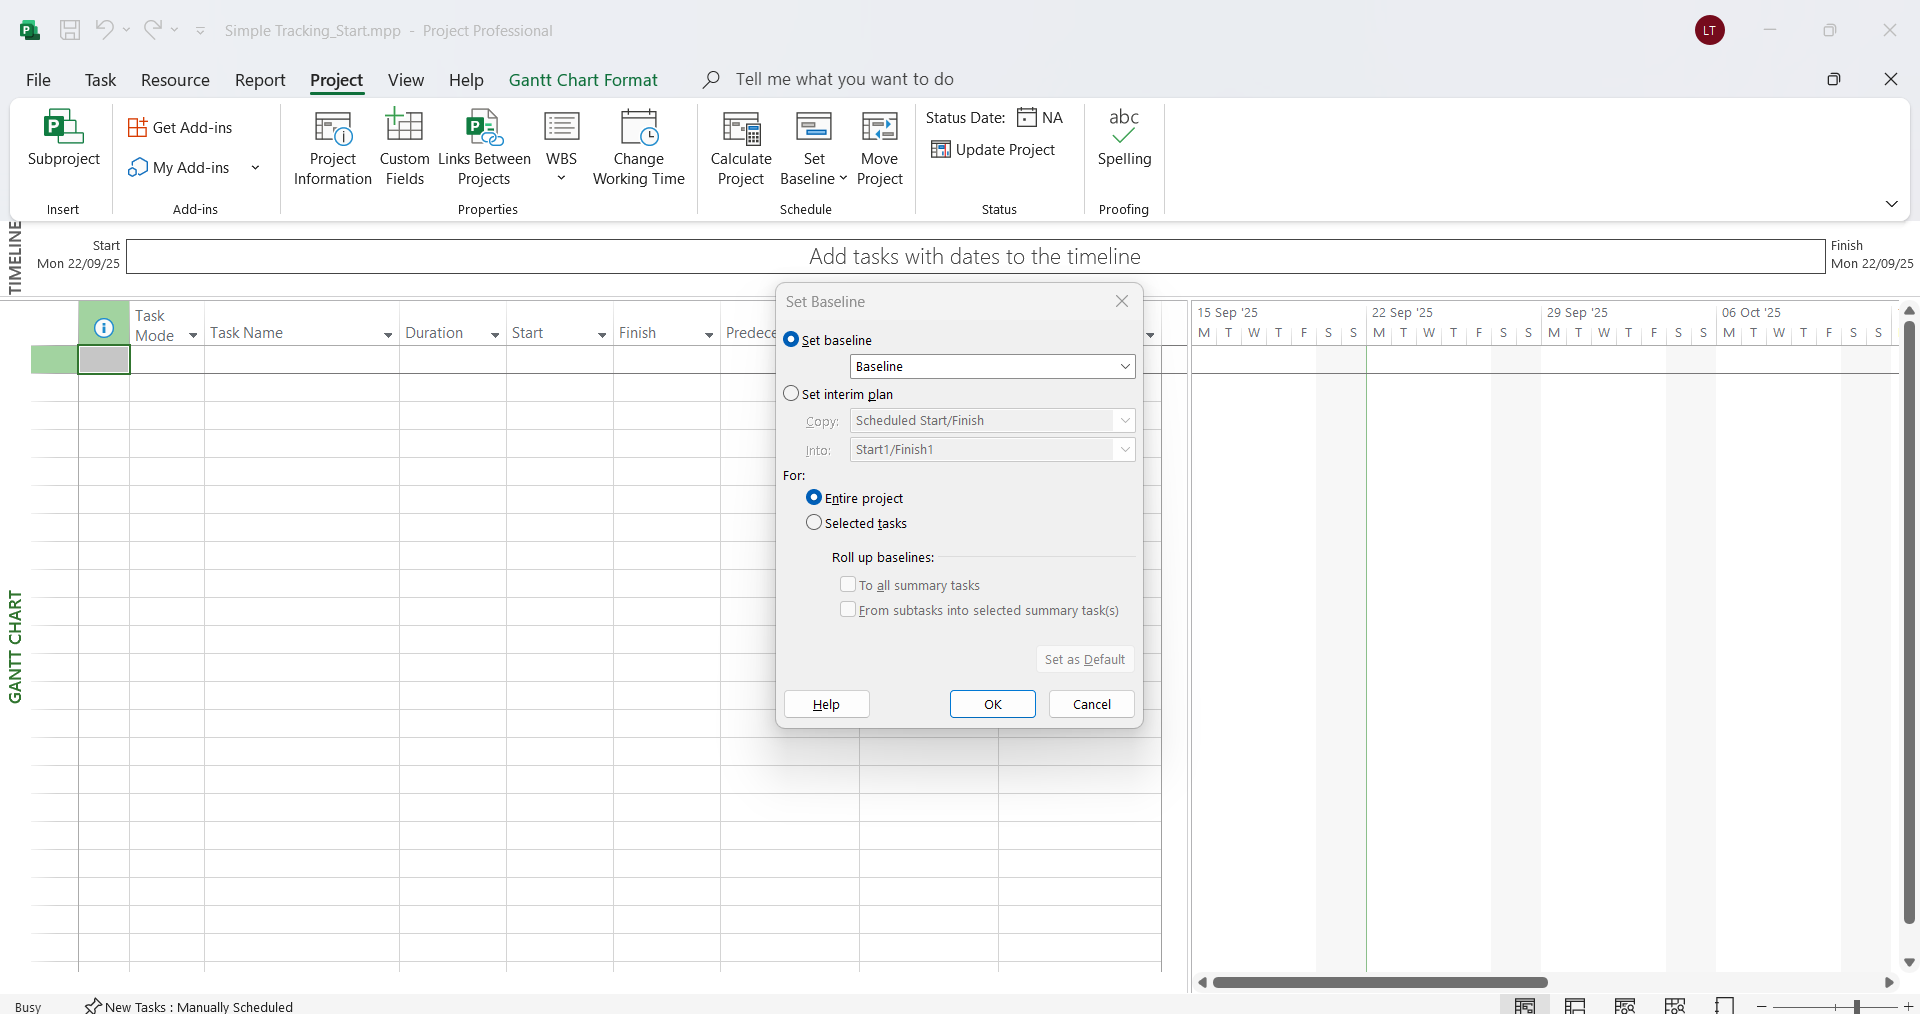 Simple Tracking_Start.mpp - Project Professional
LT
File Task Resource Report Project View Help Gantt Chart Format Tell me what you want to do
Subproject
Insert
Get Add-ins
My Add-ins
Add-ins
Project Information
Custom Fields
Links Between Projects
WBS
Change Working Time
Properties
Calculate Project
Set Baseline
Move Project
Schedule
Status Date: NA
Update Project
Status
abc
Spelling
Proofing
TIMELINE
Start
Mon 22/09/25
Add tasks with dates to the timeline
Finish
Mon 22/09/25
Task Mode
Task Name
Duration
Start
Finish
Predece
15 Sep '25 22 Sep '25 29 Sep '25 06 Oct '25
M T W T F S S M T W T F S S M T W T F S S M T W T F S S
GANTT CHART
Set Baseline
Set baseline
Baseline
Set interim plan
Copy: Scheduled Start/Finish
Into: Start1/Finish1
For:
Entire project
Selected tasks
Roll up baselines:
To all summary tasks
From subtasks into selected summary task(s)
Set as Default
Help OK Cancel
Busy New Tasks : Manually Scheduled